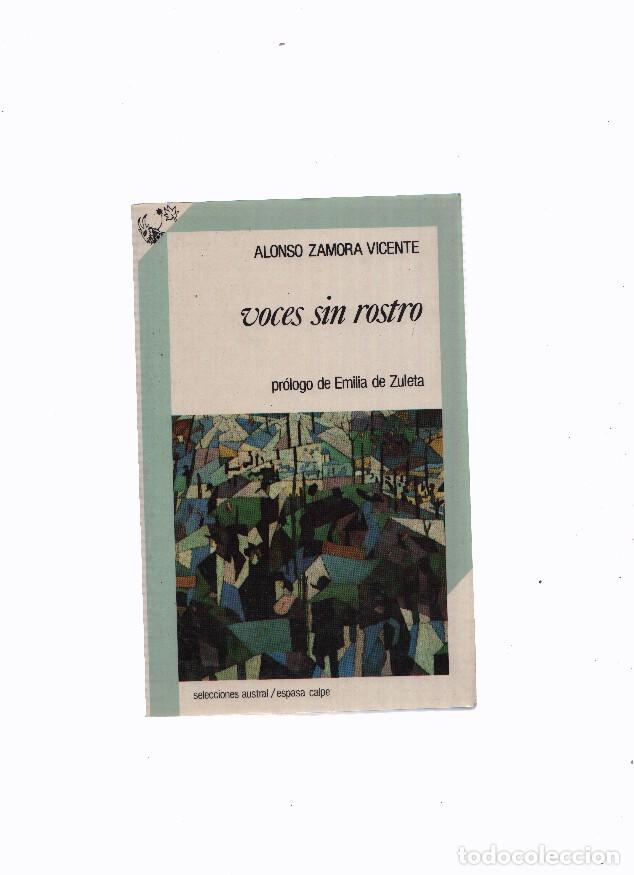 ALONSO ZAMORA VICENTE
voces sin rostro
prólogo de Emilia de Zuleta
selecciones austral/espasa calpe
todocoleccion